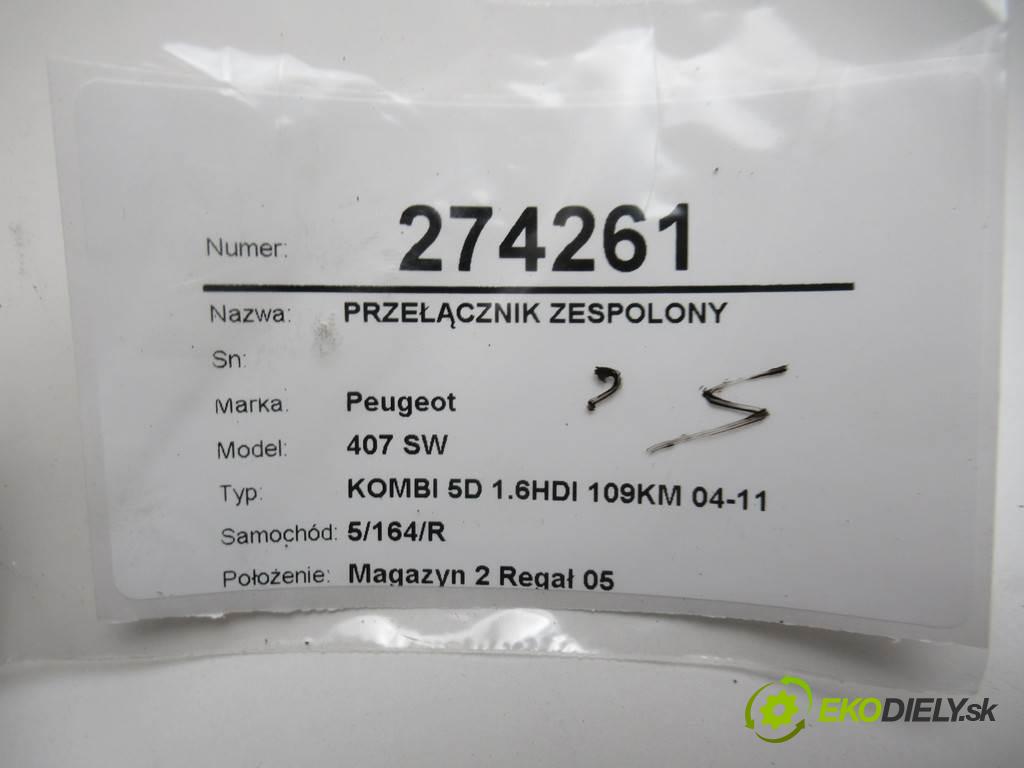 Numer: 274261
Nazwa: PRZEŁĄCZNIK ZESPOLONY
Sn:
Marka: Peugeot
Model: 407 SW
Typ: KOMBI 5D 1.6HDI 109KM 04-11
Samochód: 5/164/R
Położenie: Magazyn 2 Regał 05
EKODIELY.sk